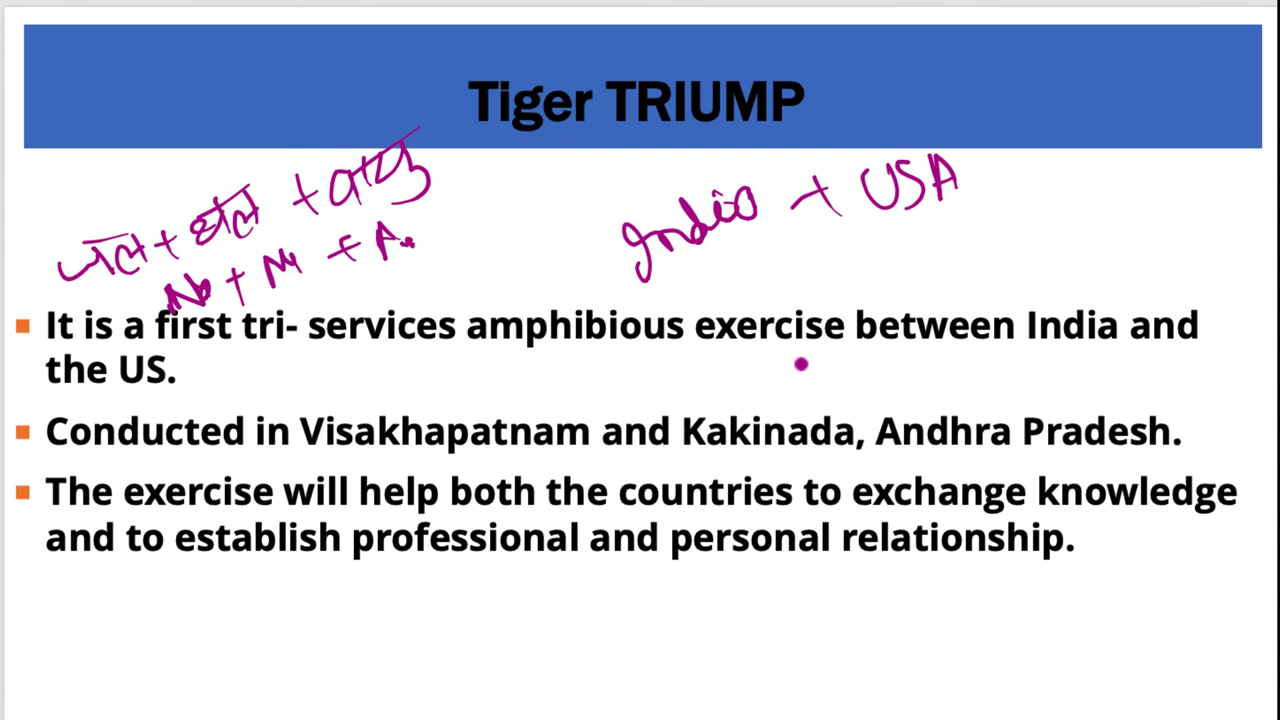 Tiger TRIUMP
जल + थल + वायु
India + USA
It is a first tri- services amphibious exercise between India and
the US.
Conducted in Visakhapatnam and Kakinada, Andhra Pradesh.
The exercise will help both the countries to exchange knowledge
and to establish professional and personal relationship.